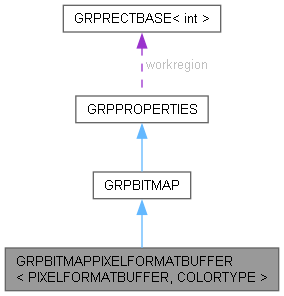 GRPRECTBASE< int >
workregion
GRPPROPERTIES
GRPBITMAP
GRPBITMAPPIXELFORMATBUFFER
< PIXELFORMATBUFFER, COLORTYPE >